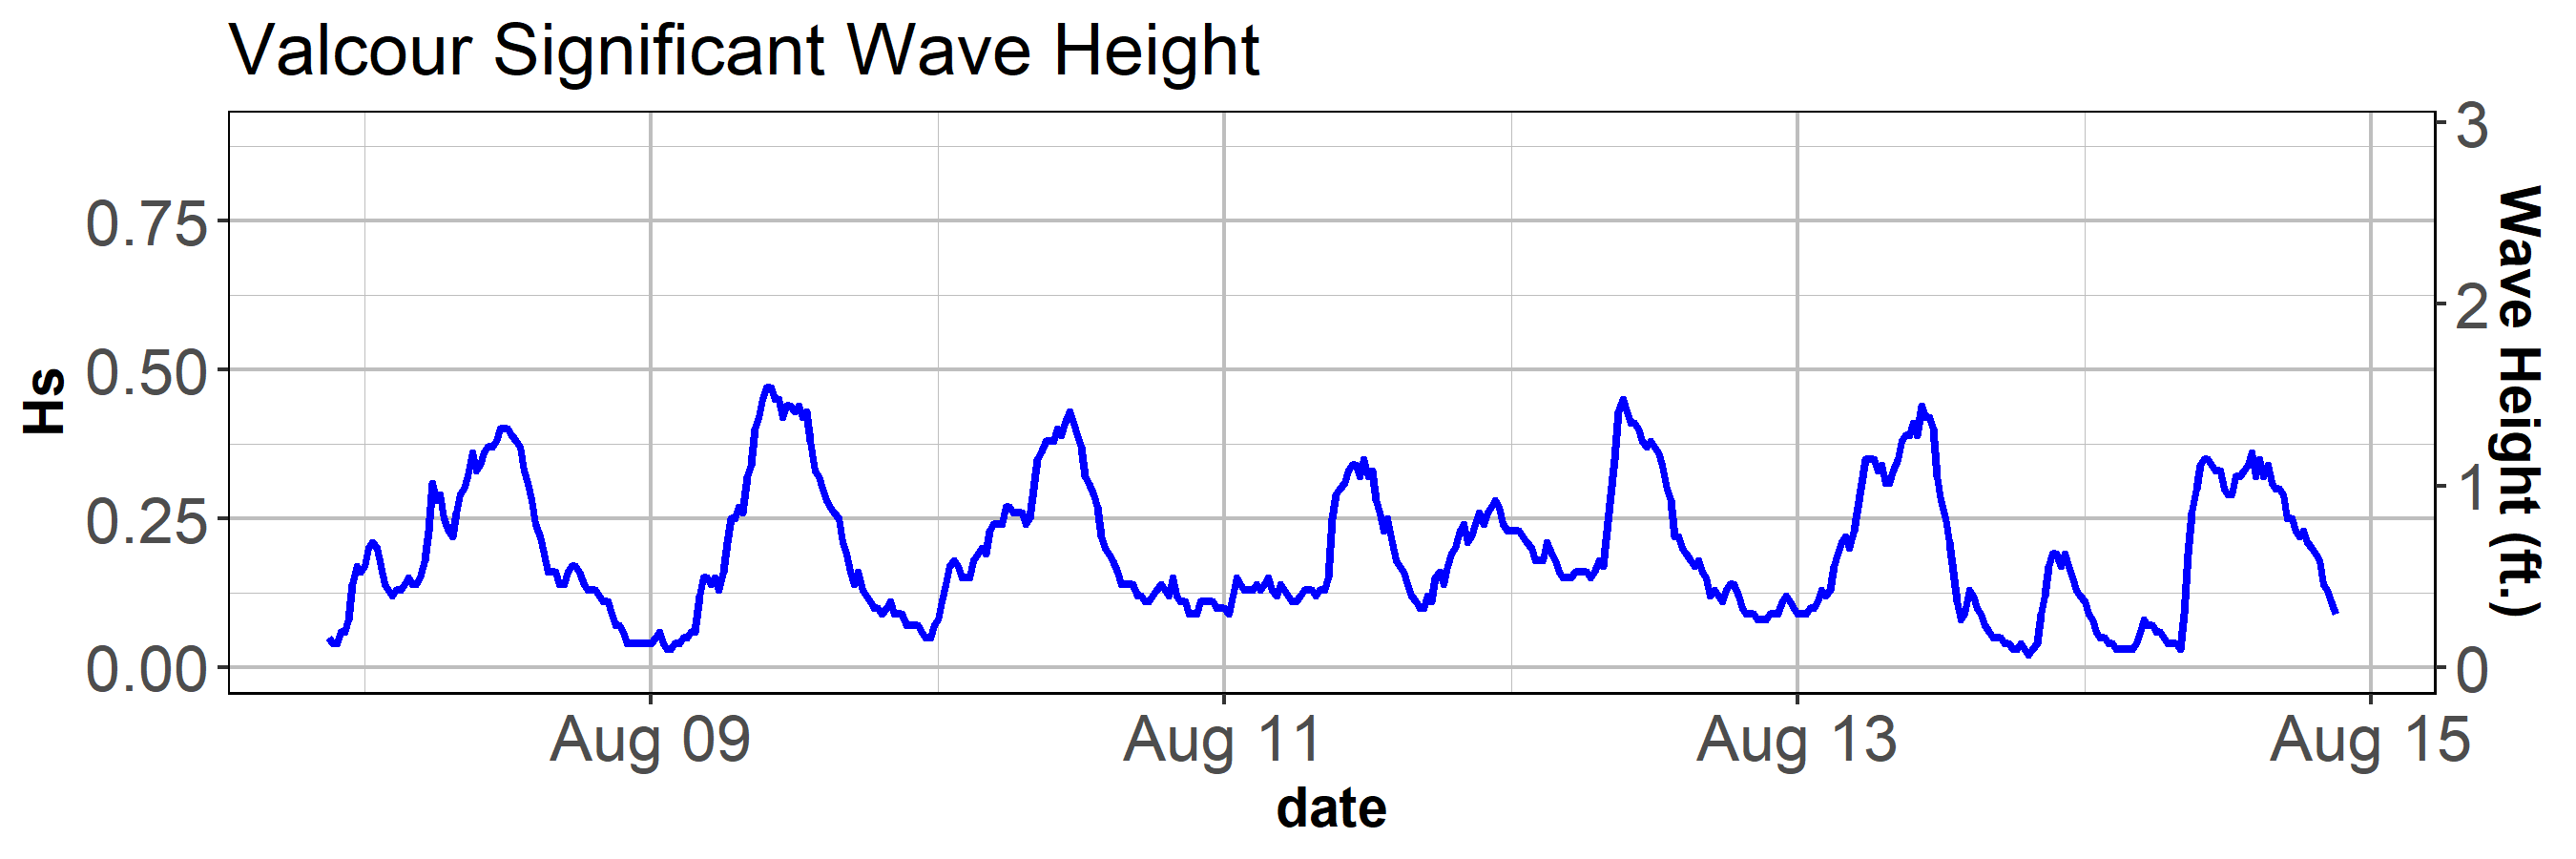 Valcour Significant Wave Height
Hs
0.75
0.50
0.25
0.00
3
2
1
0
Wave Height (ft.)
Aug 09
Aug 11
Aug 13
Aug 15
date